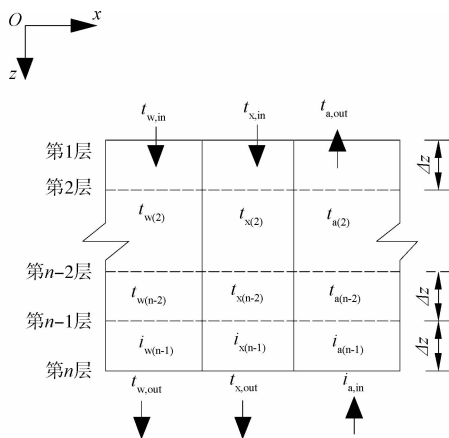 O x
z
t_w,in t_x,in t_a,out
第1层 Δz
第2层
t_w(2) t_x(2) t_a(2)
第n-2层
t_w(n-2) t_x(n-2) t_a(n-2) Δz
第n-1层
i_w(n-1) i_x(n-1) i_a(n-1) Δz
第n层
t_w,out t_x,out i_a,in